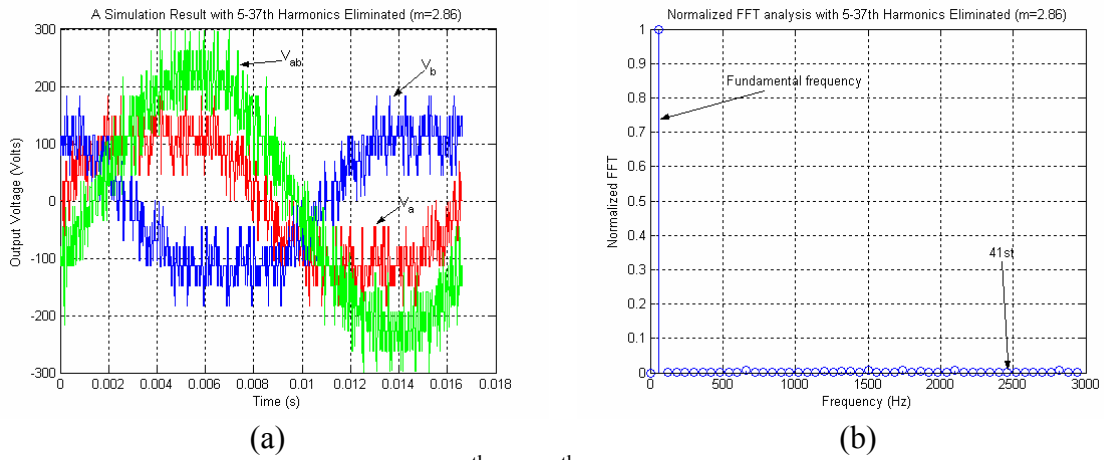 A Simulation Result with 5-37th Harmonics Eliminated (m=2.86)
300
200
100
0
-100
-200
-300
Output Voltage (Volts)
V_ab
V_b
V_a
0 0.002 0.004 0.006 0.008 0.01 0.012 0.014 0.016 0.018
Time (s)
(a)
Normalized FFT analysis with 5-37th Harmonics Eliminated (m=2.86)
1
0.9
0.8
0.7
0.6
0.5
0.4
0.3
0.2
0.1
0
Normalized FFT
Fundamental frequency
41st
0 500 1000 1500 2000 2500 3000
Frequency (Hz)
(b)
th th